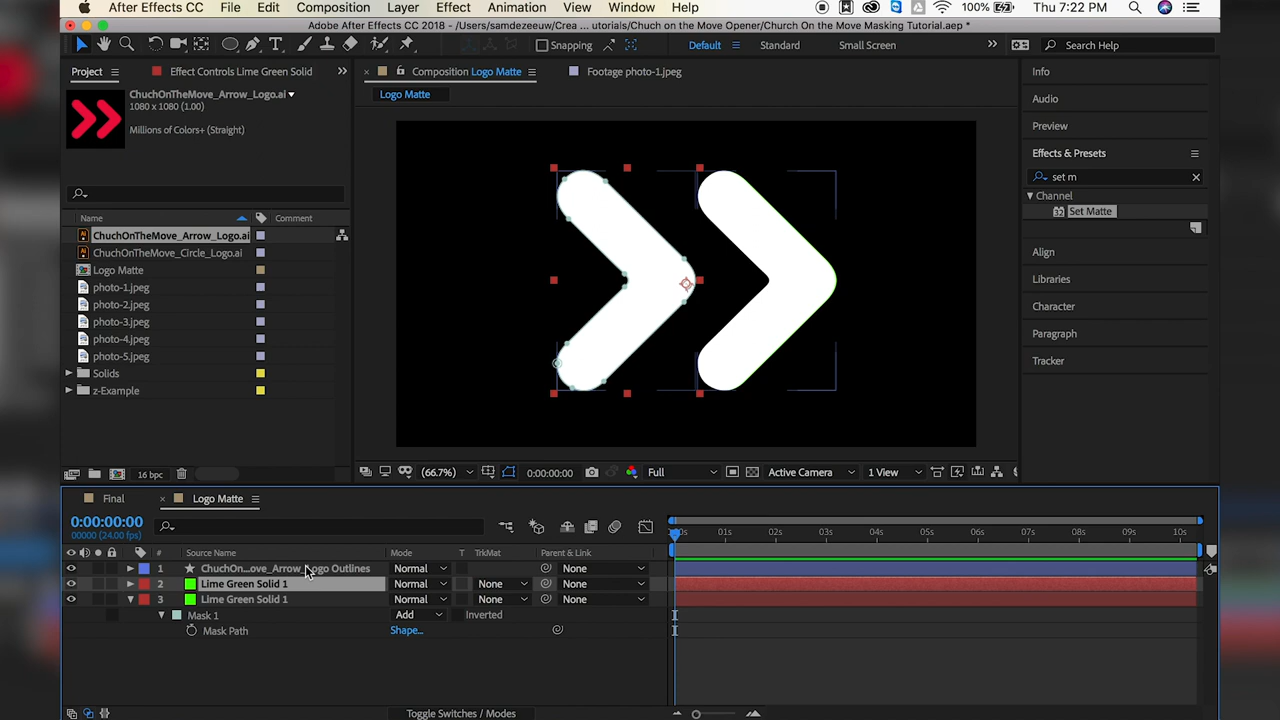 After Effects CC File Edit Composition Layer Effect Animation View Window Help 100% Thu 7:22 PM
Adobe After Effects CC 2018 - /Users/samdezeeuw/Crea ... utorials/Chuch on the Move Opener/Church On the Move Masking Tutorial.aep *
Snapping Default Standard Small Screen Search Help
Project Effect Controls Lime Green Solid Composition Logo Matte Footage photo-1.jpeg
ChuchOnTheMove_Arrow_Logo.ai
1080 x 1080 (1.00)
Millions of Colors+ (Straight)
Logo Matte
Info
Audio
Preview
Effects & Presets
set m
Channel
32 Set Matte
Align
Libraries
Character
Paragraph
Tracker
Name Comment
ChuchOnTheMove_Arrow_Logo.ai
ChuchOnTheMove_Circle_Logo.ai
Logo Matte
photo-1.jpeg
photo-2.jpeg
photo-3.jpeg
photo-4.jpeg
photo-5.jpeg
Solids
z-Example
16 bpc
(66.7%) 0:00:00:00 Full Active Camera 1 View
Final Logo Matte
0:00:00:00
00000 (24.00 fps)
# Source Name Mode T TrkMat Parent & Link
:00s 01s 02s 03s 04s 05s 06s 07s 08s 09s 10s
1 ChuchOn...ove_Arrow_Logo Outlines Normal None
2 Lime Green Solid 1 Normal None None
3 Lime Green Solid 1 Normal None None
Mask 1 Add Inverted
Mask Path Shape...
Toggle Switches / Modes